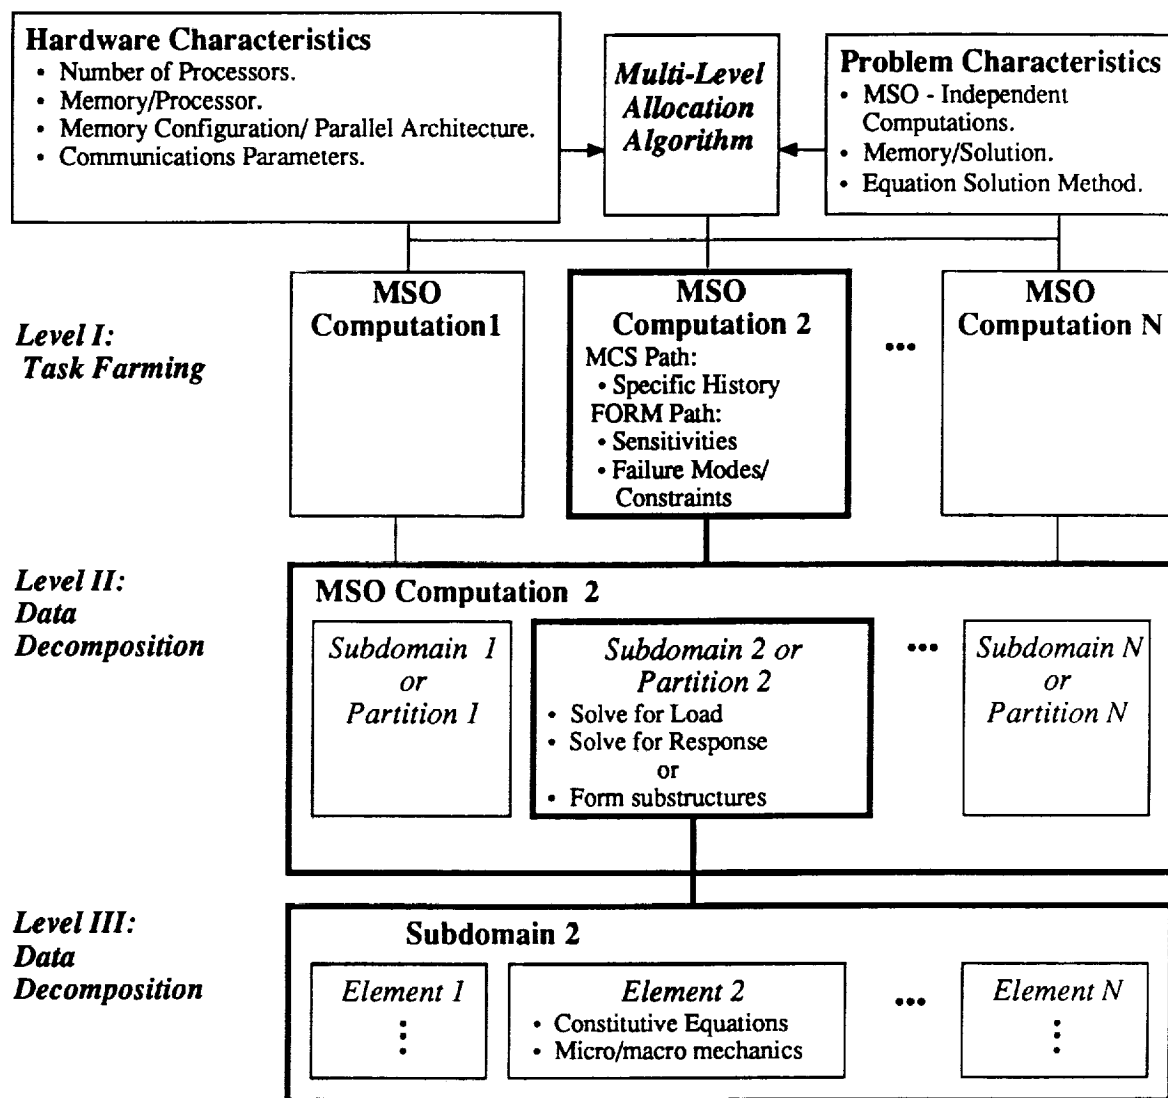 Hardware Characteristics
• Number of Processors.
• Memory/Processor.
• Memory Configuration/ Parallel Architecture.
• Communications Parameters.
Multi-Level
Allocation
Algorithm
Problem Characteristics
• MSO - Independent
Computations.
• Memory/Solution.
• Equation Solution Method.
Level I:
Task Farming
MSO
Computation1
MSO
Computation 2
MCS Path:
• Specific History
FORM Path:
• Sensitivities
• Failure Modes/
Constraints
•••
MSO
Computation N
Level II:
Data
Decomposition
MSO Computation 2
Subdomain 1
or
Partition 1
Subdomain 2 or
Partition 2
• Solve for Load
• Solve for Response
or
• Form substructures
•••
Subdomain N
or
Partition N
Level III:
Data
Decomposition
Subdomain 2
Element 1
Element 2
• Constitutive Equations
• Micro/macro mechanics
•••
Element N